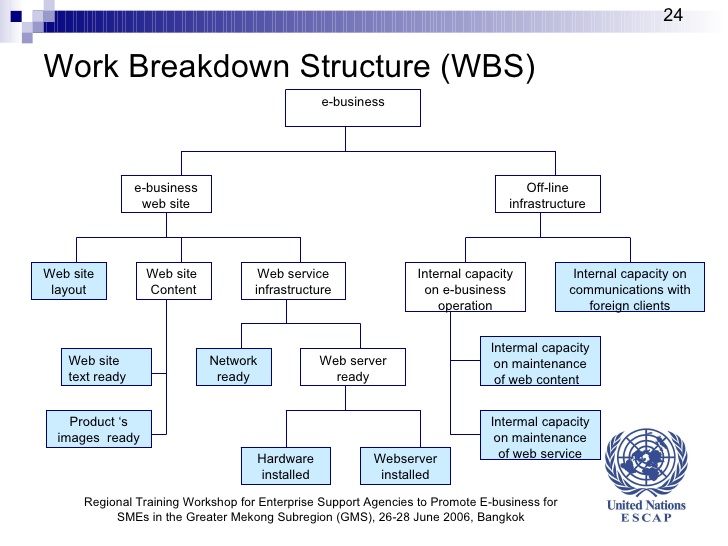 24
Work Breakdown Structure (WBS)
e-business
e-business
web site
Off-line
infrastructure
Web site
layout
Web site
Content
Web service
infrastructure
Internal capacity
on e-business
operation
Internal capacity on
communications with
foreign clients
Web site
text ready
Network
ready
Web server
ready
Intermal capacity
on maintenance
of web content
Product ‘s
images ready
Intermal capacity
on maintenance
of web service
Hardware
installed
Webserver
installed
Regional Training Workshop for Enterprise Support Agencies to Promote E-business for
SMEs in the Greater Mekong Subregion (GMS), 26-28 June 2006, Bangkok
United Nations
ESCAP